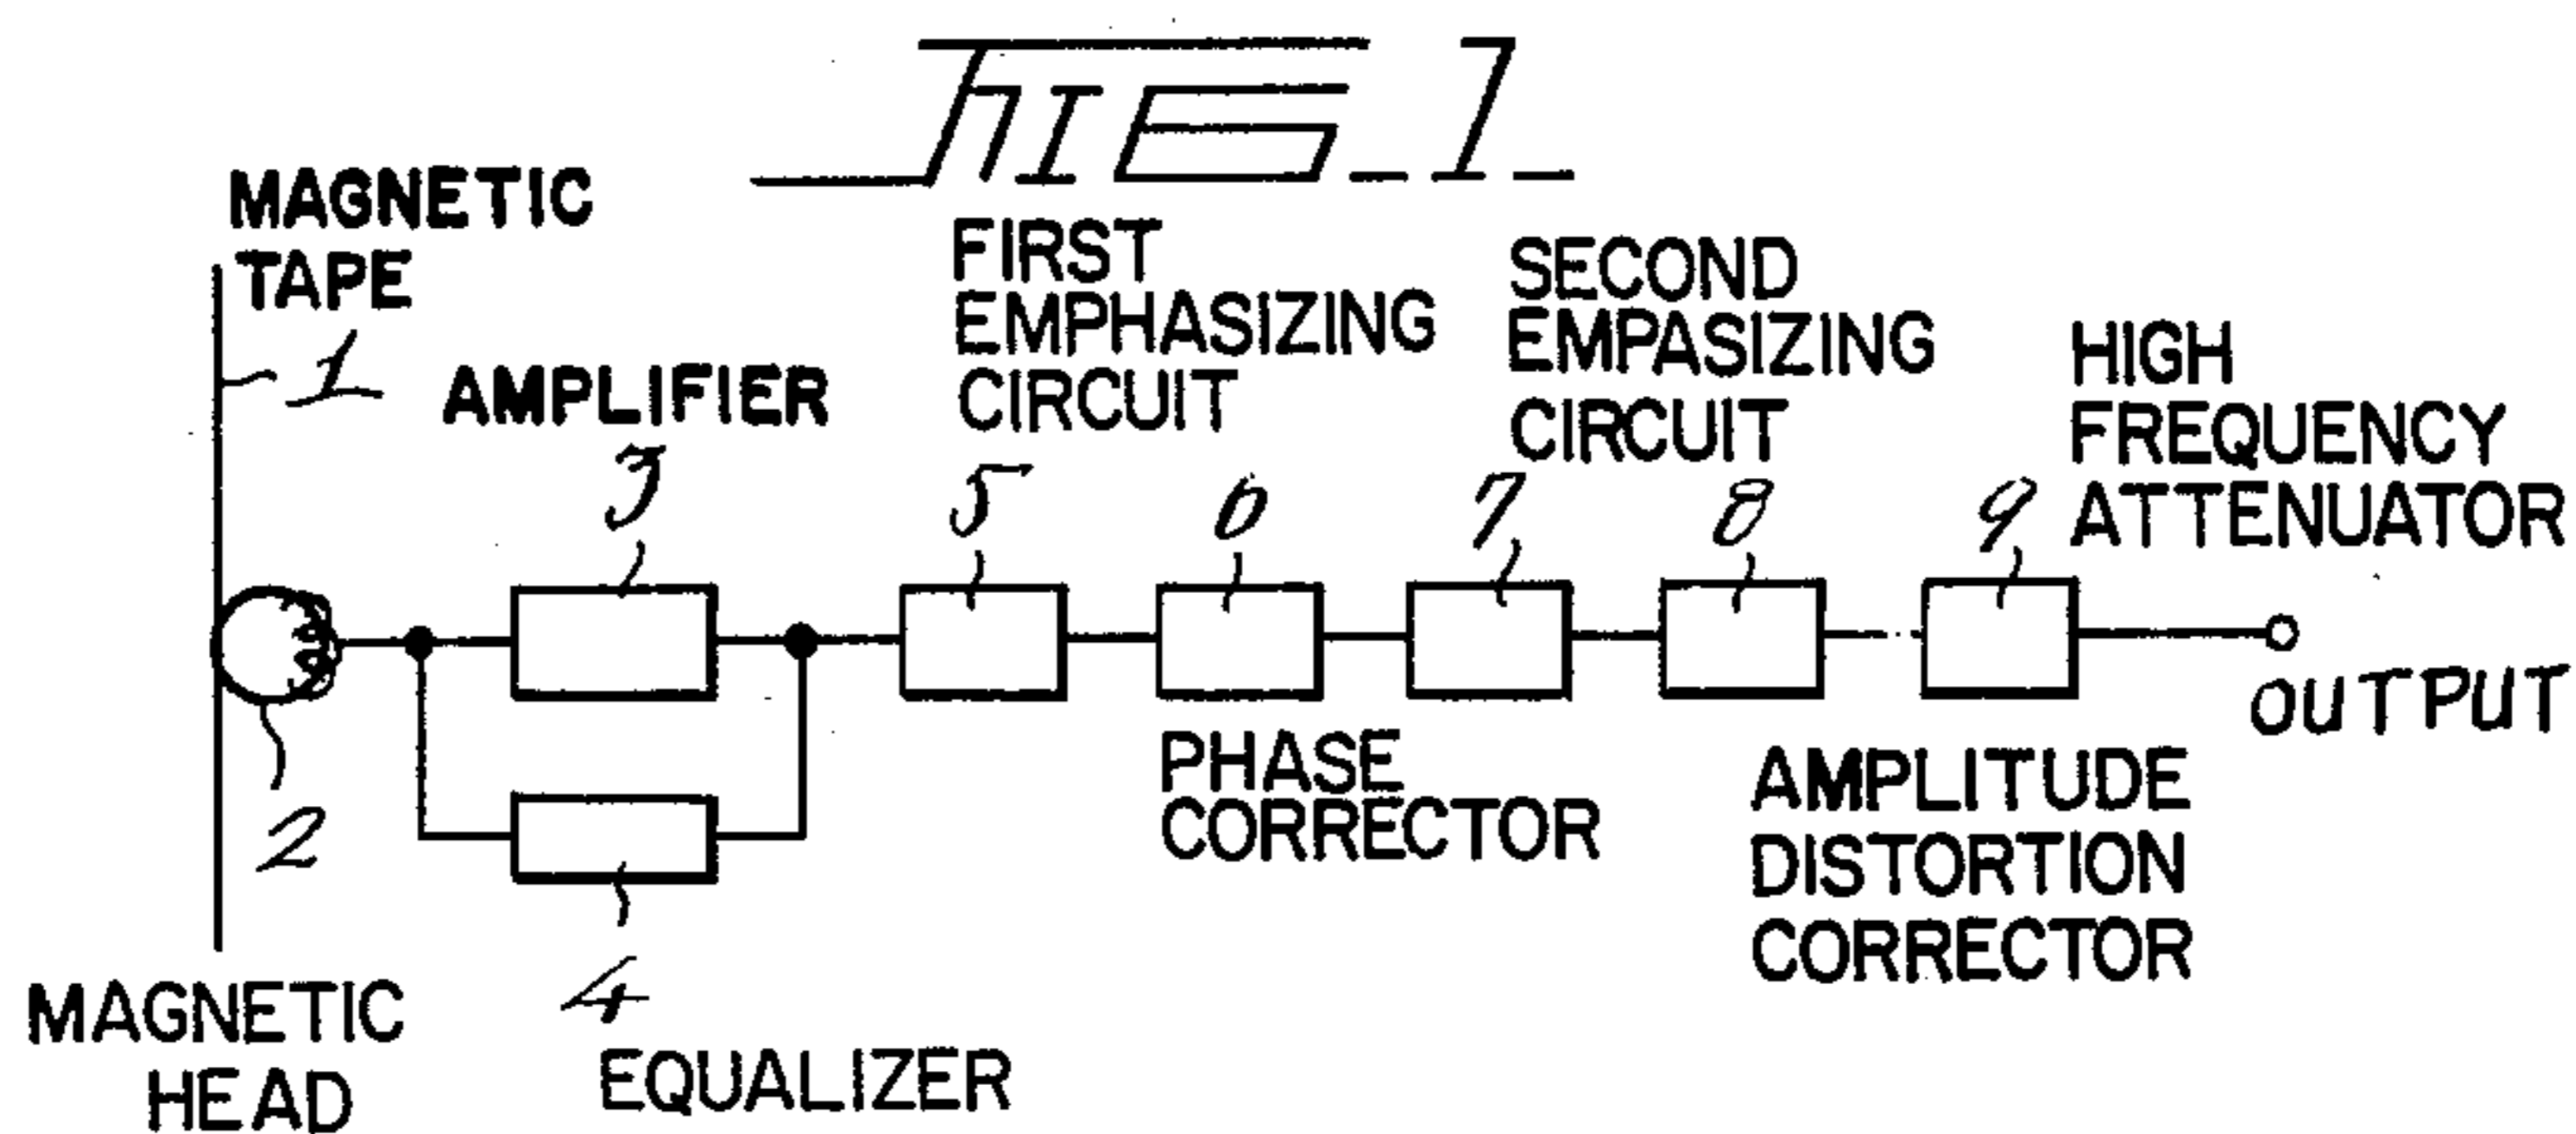 FIG_1_
MAGNETIC
TAPE
1
AMPLIFIER
3
FIRST
EMPHASIZING
CIRCUIT
5
6
SECOND
EMPASIZING
CIRCUIT
7
8
9
HIGH
FREQUENCY
ATTENUATOR
OUTPUT
2
MAGNETIC
HEAD
4
EQUALIZER
PHASE
CORRECTOR
AMPLITUDE
DISTORTION
CORRECTOR